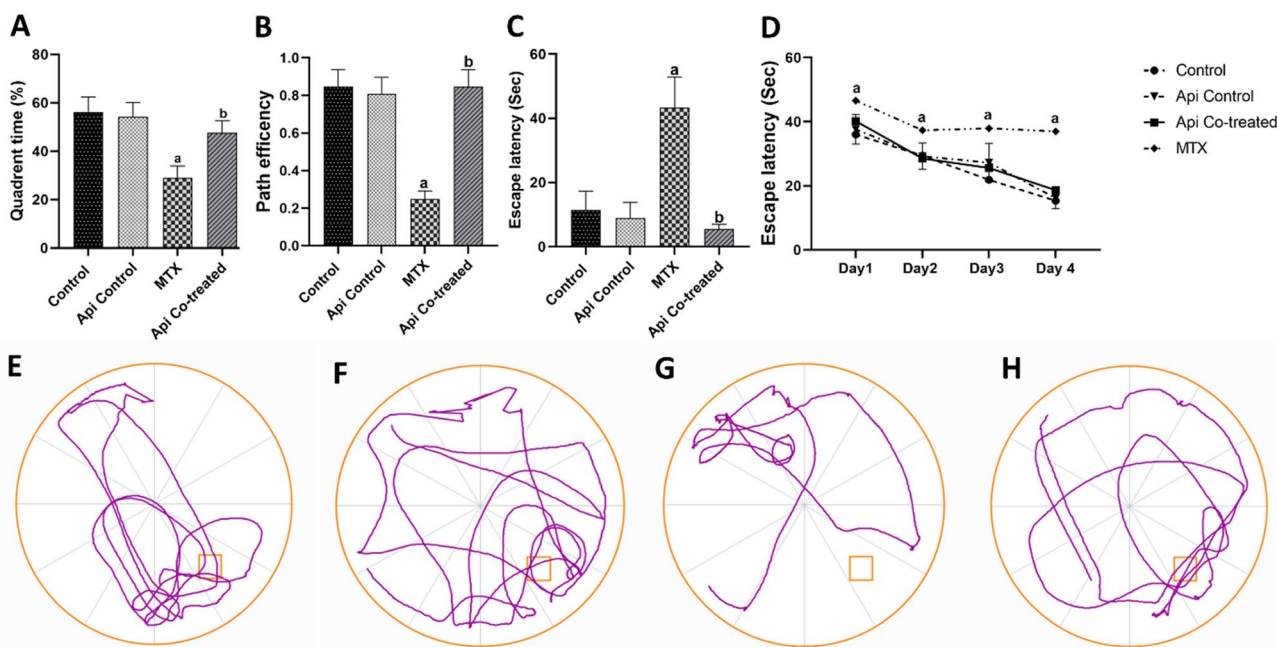 A
Quadrent time (%)
80
60
40
20
0
Control
Api Control
MTX
Api Co-treated
a
b
B
Path efficency
1.0
0.8
0.6
0.4
0.2
0.0
Control
Api Control
MTX
Api Co-treated
a
b
C
Escape latency (Sec)
60
40
20
0
Control
Api Control
MTX
Api Co-treated
a
b
D
Escape latency (Sec)
60
40
20
0
Day1
Day2
Day3
Day 4
a
a
a
a
Control
Api Control
Api Co-treated
MTX
E
F
G
H